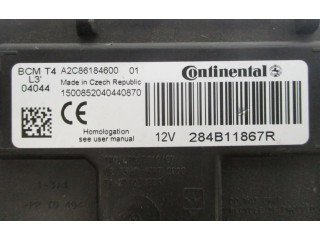 BCM T4 A2C86184600 01
L3'
Made in Czech Republic
04044
1500852040440870
Continental
CE
Homologation
see user manual
12V 284B11867R